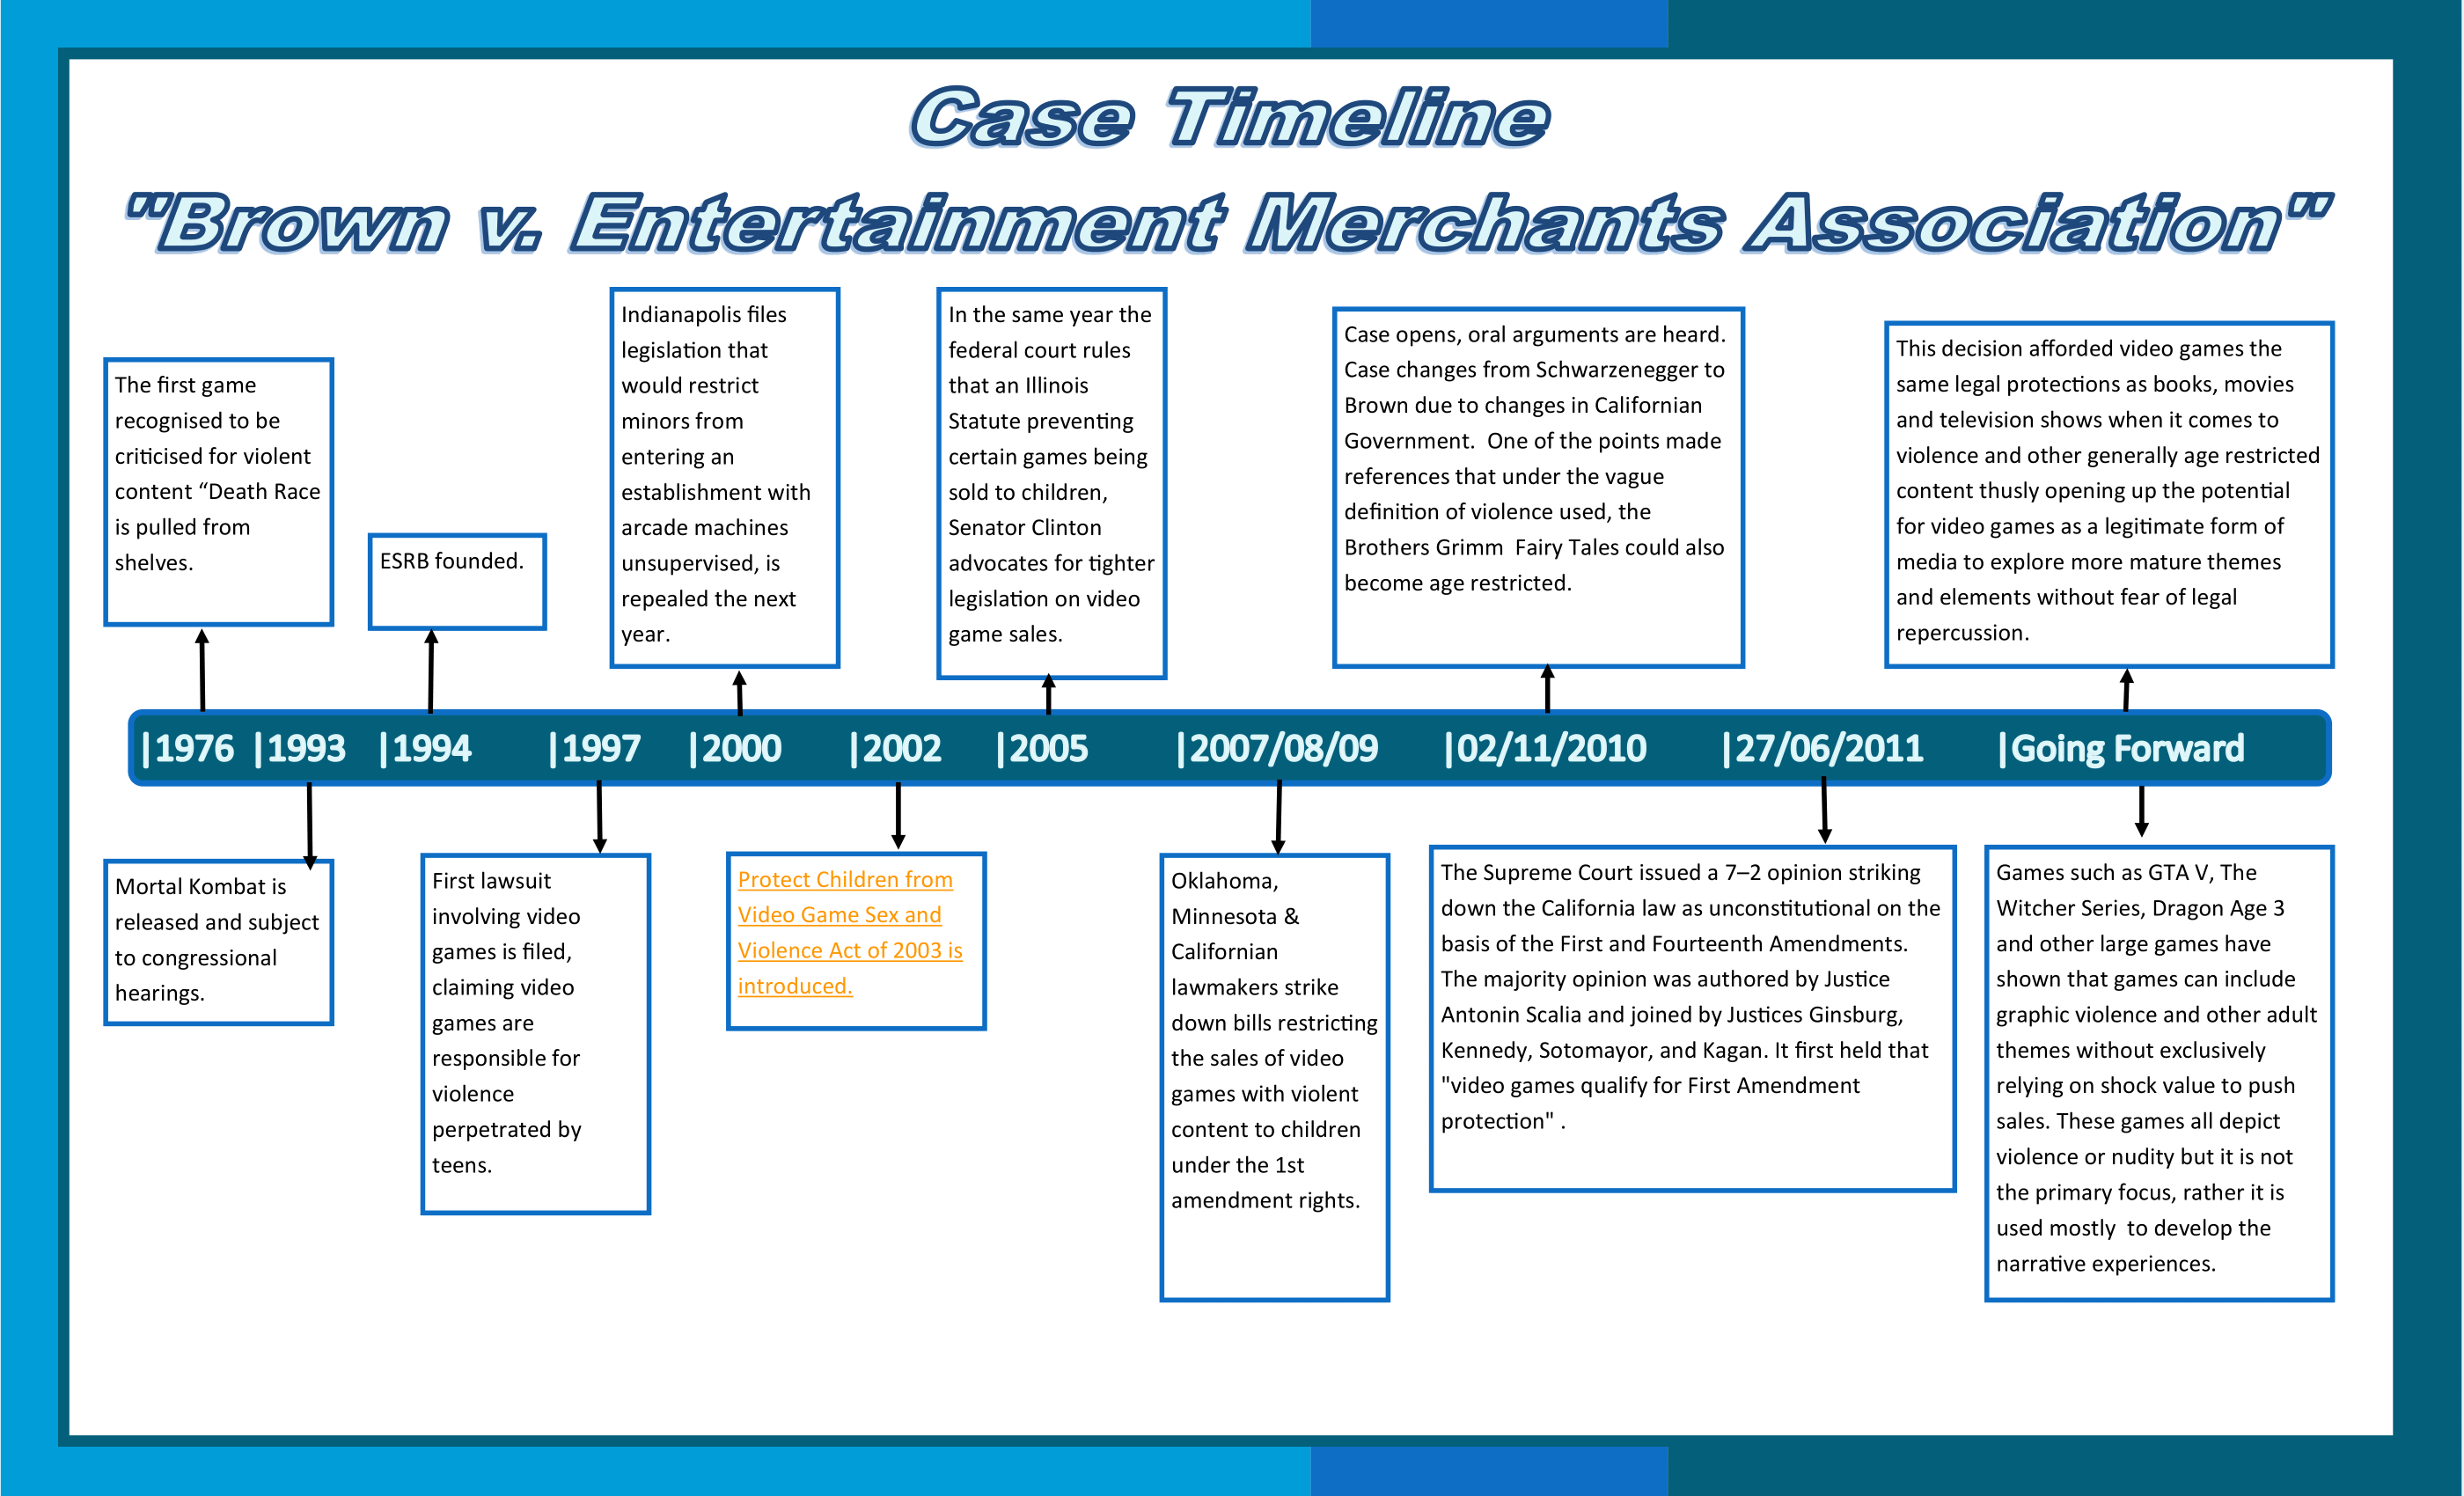 Case Timeline
"Brown v. Entertainment Merchants Association"
The first game
recognised to be
criticised for violent
content “Death Race
is pulled from
shelves.
ESRB founded.
Indianapolis files
legislation that
would restrict
minors from
entering an
establishment with
arcade machines
unsupervised, is
repealed the next
year.
In the same year the
federal court rules
that an Illinois
Statute preventing
certain games being
sold to children,
Senator Clinton
advocates for tighter
legislation on video
game sales.
Case opens, oral arguments are heard.
Case changes from Schwarzenegger to
Brown due to changes in Californian
Government.  One of the points made
references that under the vague
definition of violence used, the
Brothers Grimm  Fairy Tales could also
become age restricted.
This decision afforded video games the
same legal protections as books, movies
and television shows when it comes to
violence and other generally age restricted
content thusly opening up the potential
for video games as a legitimate form of
media to explore more mature themes
and elements without fear of legal
repercussion.
|1976 |1993 |1994 |1997 |2000 |2002 |2005 |2007/08/09 |02/11/2010 |27/06/2011 |Going Forward
Mortal Kombat is
released and subject
to congressional
hearings.
First lawsuit
involving video
games is filed,
claiming video
games are
responsible for
violence
perpetrated by
teens.
Protect Children from
Video Game Sex and
Violence Act of 2003 is
introduced.
Oklahoma,
Minnesota &
Californian
lawmakers strike
down bills restricting
the sales of video
games with violent
content to children
under the 1st
amendment rights.
The Supreme Court issued a 7–2 opinion striking
down the California law as unconstitutional on the
basis of the First and Fourteenth Amendments.
The majority opinion was authored by Justice
Antonin Scalia and joined by Justices Ginsburg,
Kennedy, Sotomayor, and Kagan. It first held that
"video games qualify for First Amendment
protection" .
Games such as GTA V, The
Witcher Series, Dragon Age 3
and other large games have
shown that games can include
graphic violence and other adult
themes without exclusively
relying on shock value to push
sales. These games all depict
violence or nudity but it is not
the primary focus, rather it is
used mostly  to develop the
narrative experiences.